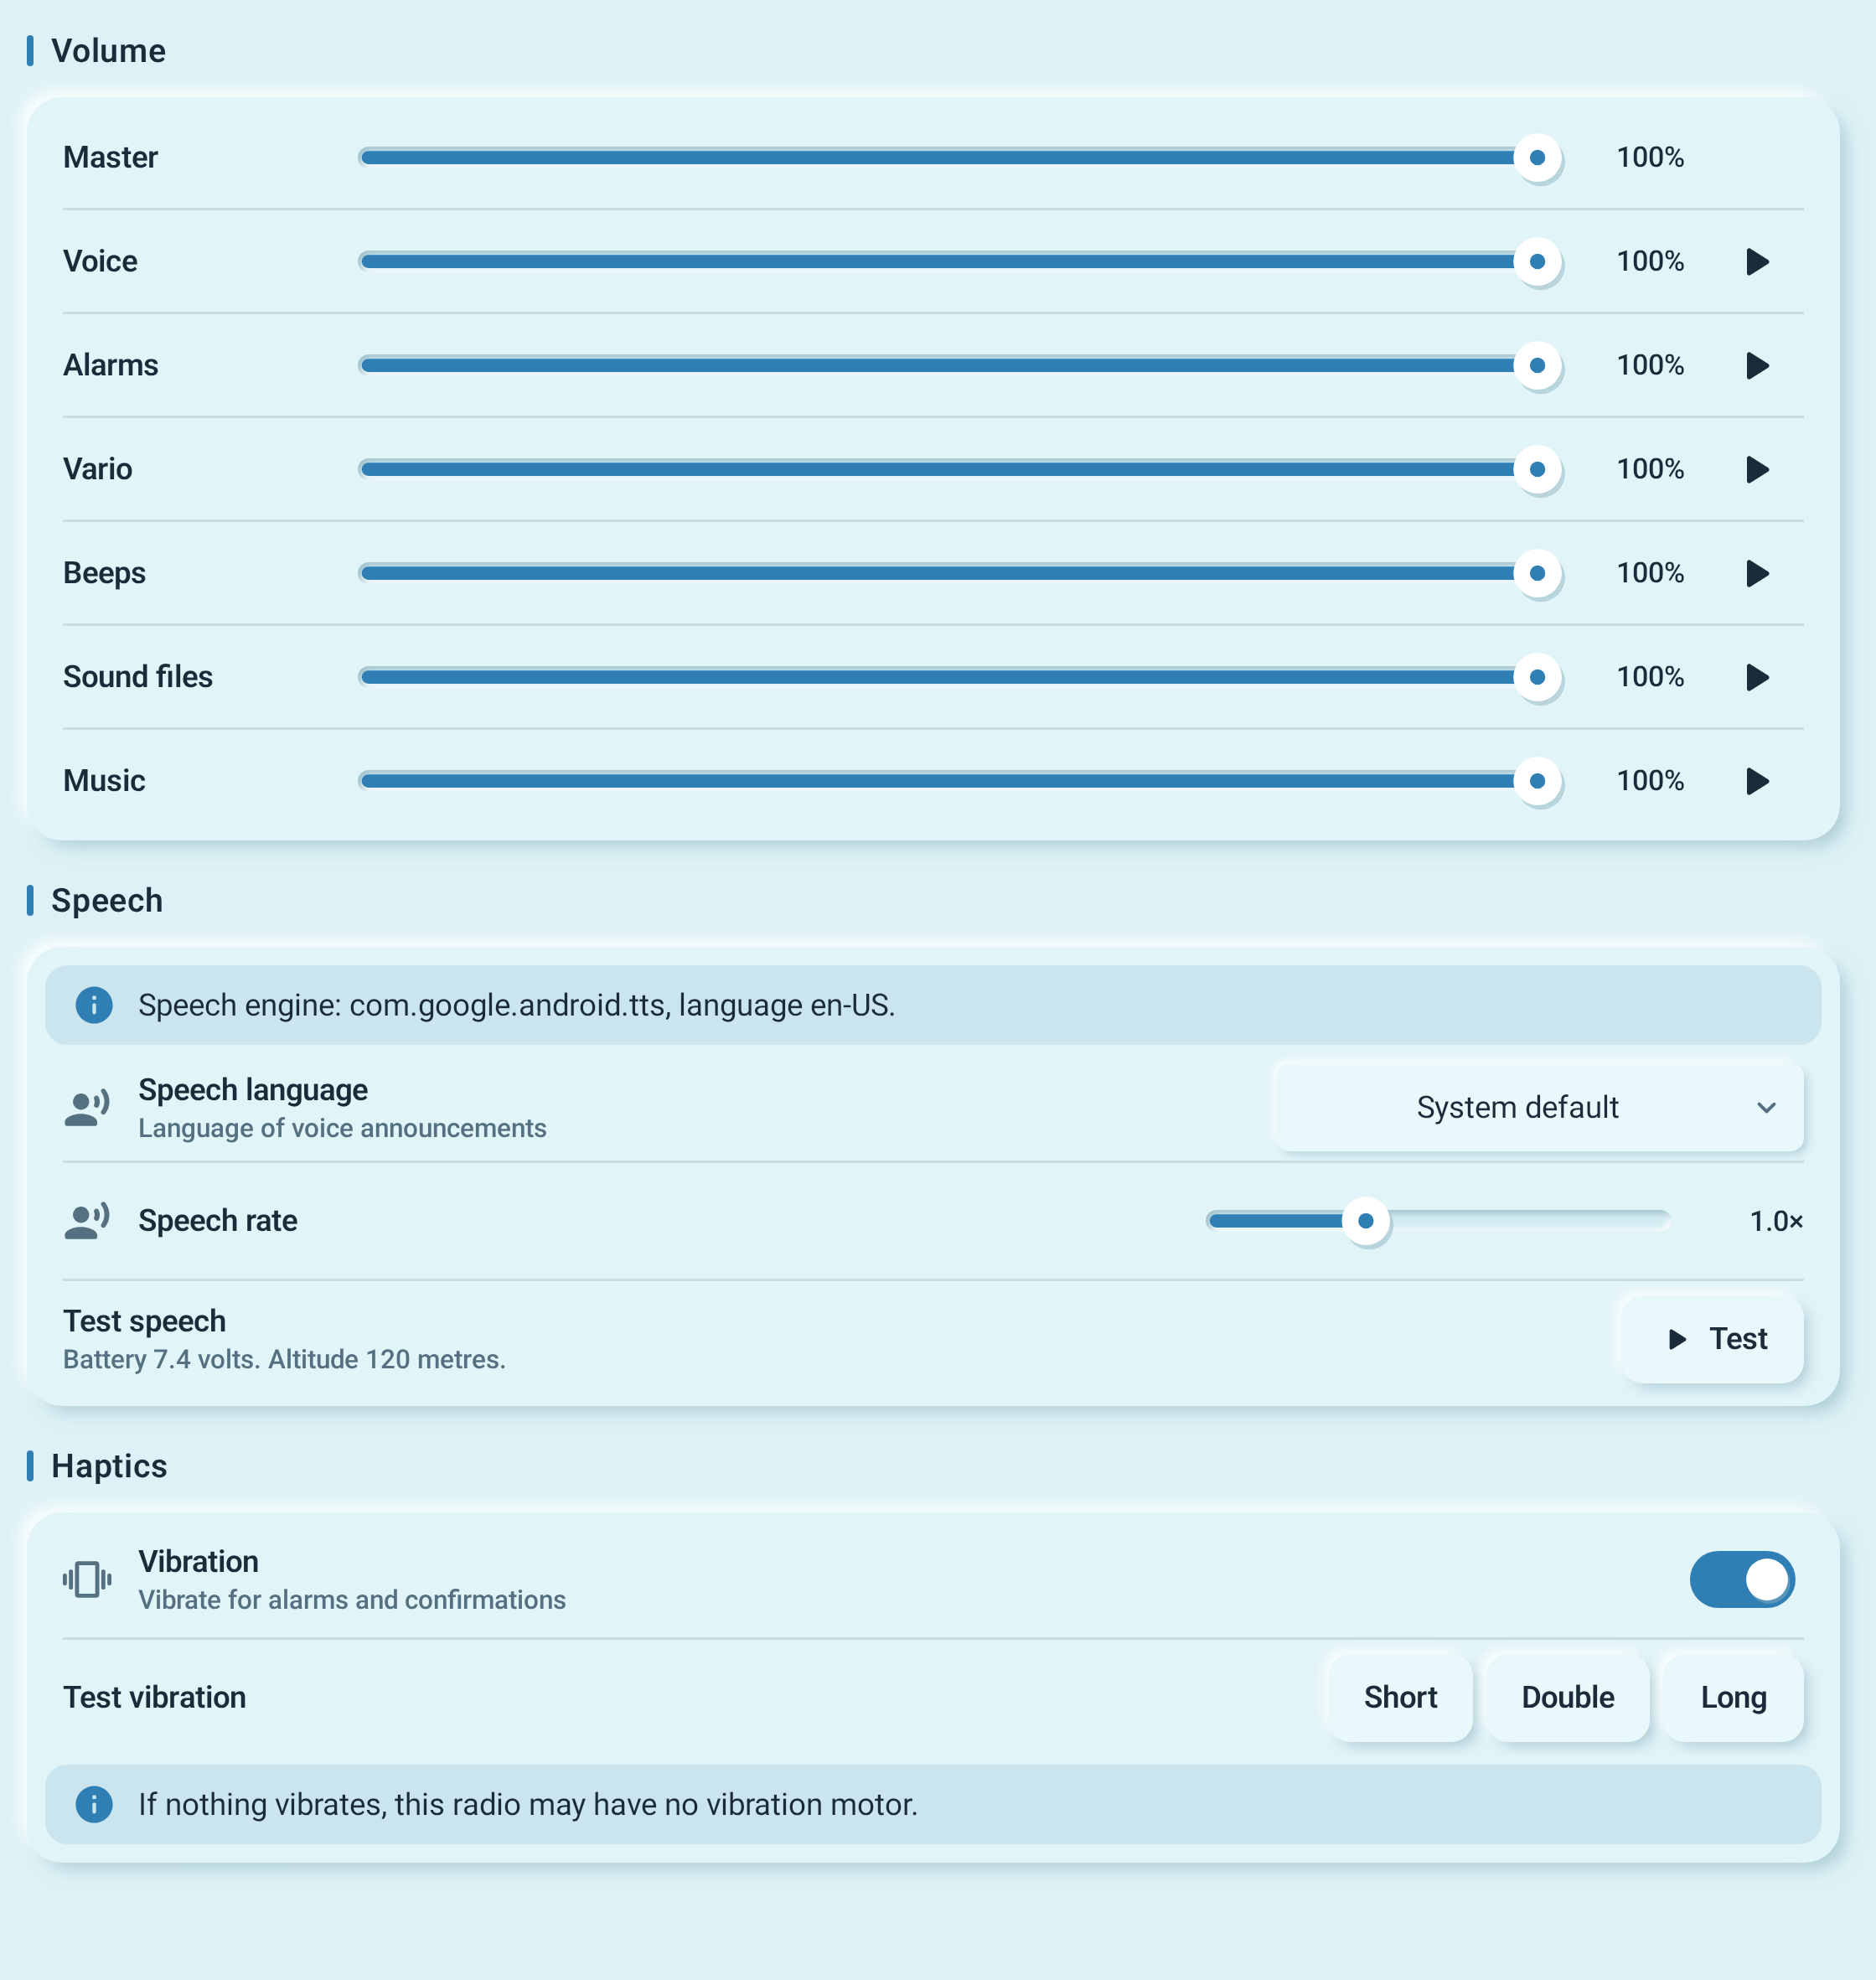 Volume
Master 100%
Voice 100%
Alarms 100%
Vario 100%
Beeps 100%
Sound files 100%
Music 100%
Speech
Speech engine: com.google.android.tts, language en-US.
Speech language
Language of voice announcements
System default
Speech rate 1.0×
Test speech
Battery 7.4 volts. Altitude 120 metres.
Test
Haptics
Vibration
Vibrate for alarms and confirmations
Test vibration Short Double Long
If nothing vibrates, this radio may have no vibration motor.